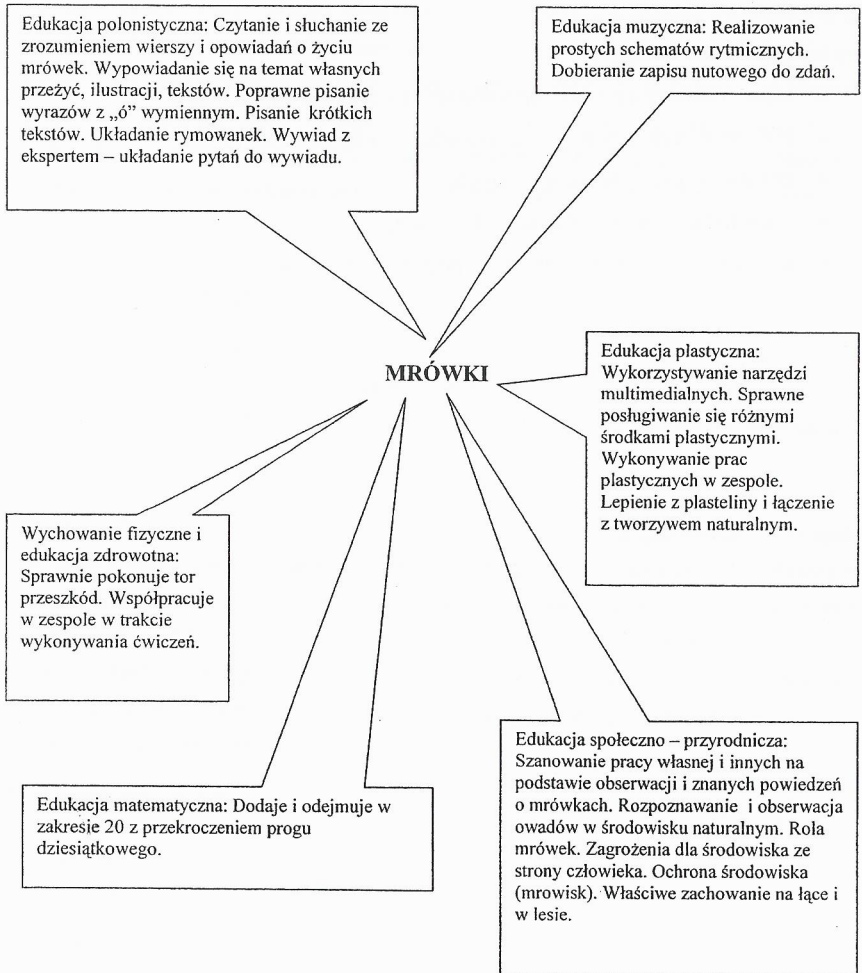 Edukacja polonistyczna: Czytanie i słuchanie ze
zrozumieniem wierszy i opowiadań o życiu
mrówek. Wypowiadanie się na temat własnych
przeżyć, ilustracji, tekstów. Poprawne pisanie
wyrazów z „ó” wymiennym. Pisanie krótkich
tekstów. Układanie rymowanek. Wywiad z
ekspertem – układanie pytań do wywiadu.
Edukacja muzyczna: Realizowanie
prostych schematów rytmicznych.
Dobieranie zapisu nutowego do zdań.
MRÓWKI
Edukacja plastyczna:
Wykorzystywanie narzędzi
multimedialnych. Sprawne
posługiwanie się różnymi
środkami plastycznymi.
Wykonywanie prac
plastycznych w zespole.
Lepienie z plasteliny i łączenie
z tworzywem naturalnym.
Wychowanie fizyczne i
edukacja zdrowotna:
Sprawnie pokonuje tor
przeszkód. Współpracuje
w zespole w trakcie
wykonywania ćwiczeń.
Edukacja matematyczna: Dodaje i odejmuje w
zakresie 20 z przekroczeniem progu
dziesiątkowego.
Edukacja społeczno – przyrodnicza:
Szanowanie pracy własnej i innych na
podstawie obserwacji i znanych powiedzeń
o mrówkach. Rozpoznawanie i obserwacja
owadów w środowisku naturalnym. Rola
mrówek. Zagrożenia dla środowiska ze
strony człowieka. Ochrona środowiska
(mrowisk). Właściwe zachowanie na łące i
w lesie.